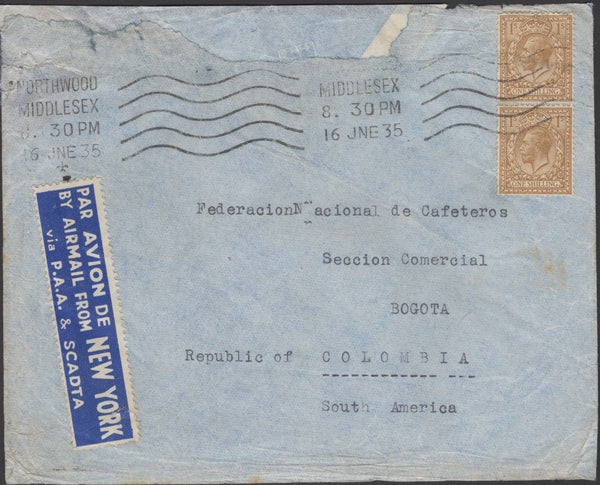 NORTHWOOD
MIDDLESEX
8. 30 PM
16 JNE 35
MIDDLESEX
8. 30 PM
16 JNE 35
1/- 1/-
ONE SHILLING
ONE SHILLING
PAR AVION DE NEW YORK
BY AIRMAIL FROM
via P.A.A. & SCADTA
FederacionNacional de Cafeteros
Seccion Comercial
BOGOTA
Republic of COLOMBIA
South America